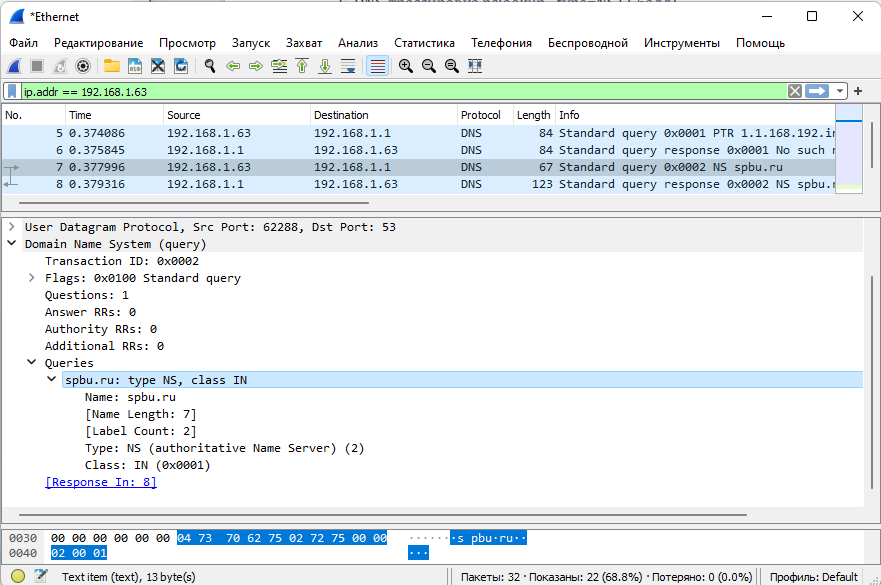 *Ethernet
Файл Редактирование Просмотр Запуск Захват Анализ Статистика Телефония Беспроводной Инструменты Помощь
ip.addr == 192.168.1.63
No. Time Source Destination Protocol Length Info
5 0.374086 192.168.1.63 192.168.1.1 DNS 84 Standard query 0x0001 PTR 1.1.168.192.in
6 0.375845 192.168.1.1 192.168.1.63 DNS 84 Standard query response 0x0001 No such n
7 0.377996 192.168.1.63 192.168.1.1 DNS 67 Standard query 0x0002 NS spbu.ru
8 0.379316 192.168.1.1 192.168.1.63 DNS 123 Standard query response 0x0002 NS spbu.r
User Datagram Protocol, Src Port: 62288, Dst Port: 53
Domain Name System (query)
Transaction ID: 0x0002
Flags: 0x0100 Standard query
Questions: 1
Answer RRs: 0
Authority RRs: 0
Additional RRs: 0
Queries
spbu.ru: type NS, class IN
Name: spbu.ru
[Name Length: 7]
[Label Count: 2]
Type: NS (authoritative Name Server) (2)
Class: IN (0x0001)
[Response In: 8]
0030 00 00 00 00 00 00 04 73 70 62 75 02 72 75 00 00 ·······s pbu·ru··
0040 02 00 01 ···
Text item (text), 13 byte(s) Пакеты: 32 · Показаны: 22 (68.8%) · Потеряно: 0 (0.0%) Профиль: Default